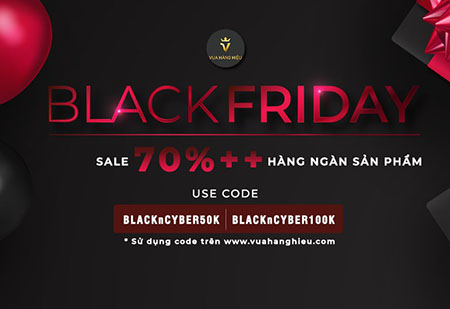 VUA HÀNG HIỆU
BLACK FRIDAY
SALE 70%++ HÀNG NGÀN SẢN PHẨM
USE CODE
BLACKnCYBER50K | BLACKnCYBER100K
* Sử dụng code trên www.vuahanghieu.com